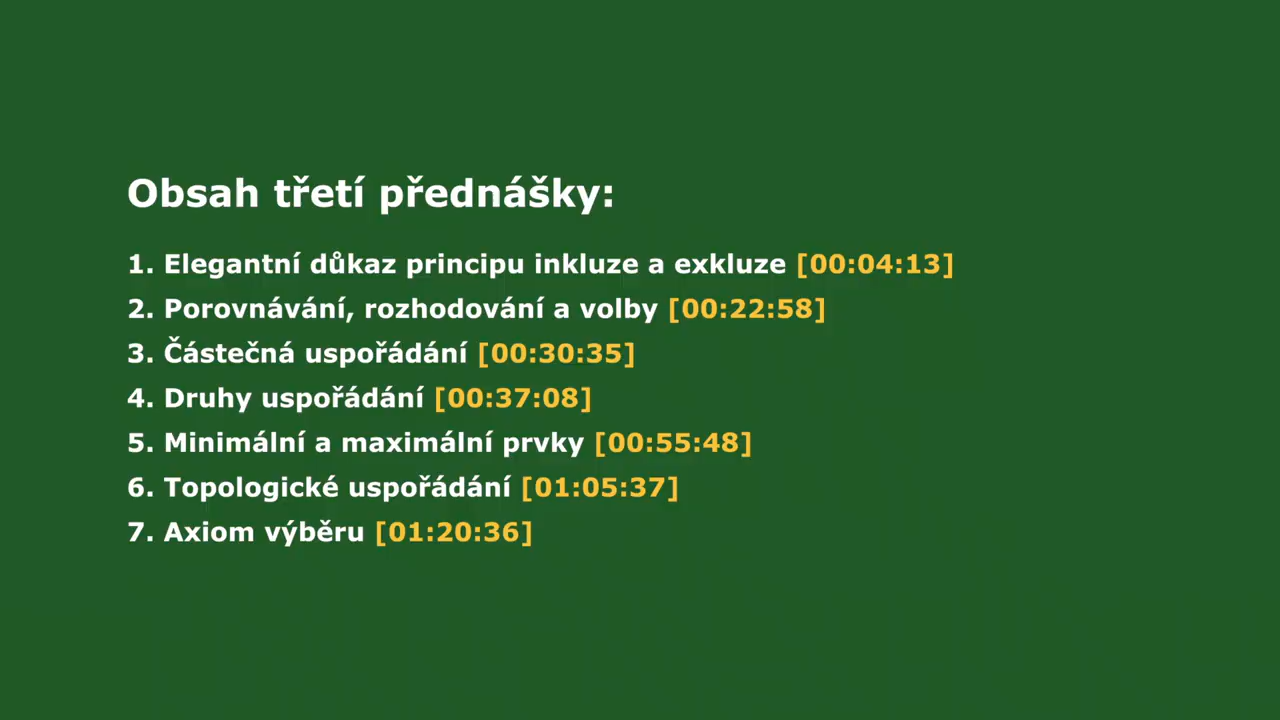 Obsah třetí přednášky:
1. Elegantní důkaz principu inkluze a exkluze [00:04:13]
2. Porovnávání, rozhodování a volby [00:22:58]
3. Částečná uspořádání [00:30:35]
4. Druhy uspořádání [00:37:08]
5. Minimální a maximální prvky [00:55:48]
6. Topologické uspořádání [01:05:37]
7. Axiom výběru [01:20:36]